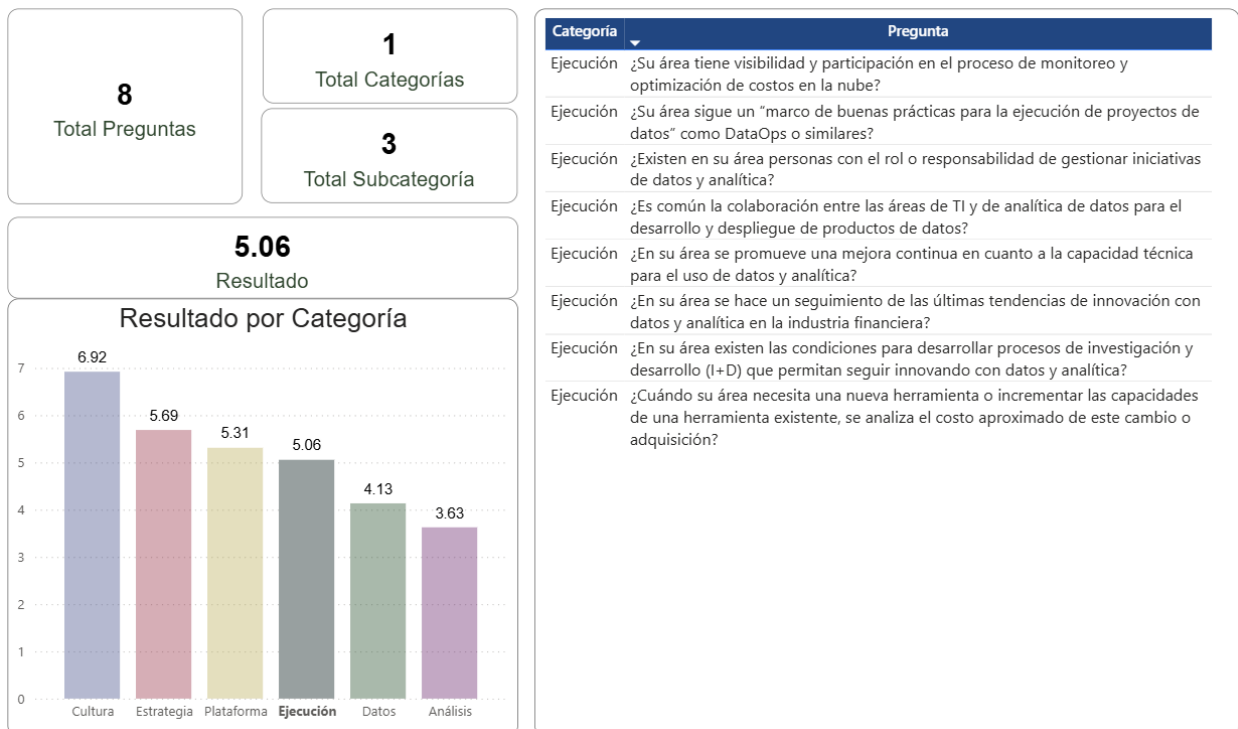 8
Total Preguntas
1
Total Categorías
3
Total Subcategoría
5.06
Resultado
Resultado por Categoría
7
6
5
4
3
2
1
0
6.92
5.69
5.31
5.06
4.13
3.63
Cultura Estrategia Plataforma Ejecución Datos Análisis
Categoría Pregunta
Ejecución ¿Su área tiene visibilidad y participación en el proceso de monitoreo y
optimización de costos en la nube?
Ejecución ¿Su área sigue un “marco de buenas prácticas para la ejecución de proyectos de
datos” como DataOps o similares?
Ejecución ¿Existen en su área personas con el rol o responsabilidad de gestionar iniciativas
de datos y analítica?
Ejecución ¿Es común la colaboración entre las áreas de TI y de analítica de datos para el
desarrollo y despliegue de productos de datos?
Ejecución ¿En su área se promueve una mejora continua en cuanto a la capacidad técnica
para el uso de datos y analítica?
Ejecución ¿En su área se hace un seguimiento de las últimas tendencias de innovación con
datos y analítica en la industria financiera?
Ejecución ¿En su área existen las condiciones para desarrollar procesos de investigación y
desarrollo (I+D) que permitan seguir innovando con datos y analítica?
Ejecución ¿Cuándo su área necesita una nueva herramienta o incrementar las capacidades
de una herramienta existente, se analiza el costo aproximado de este cambio o
adquisición?